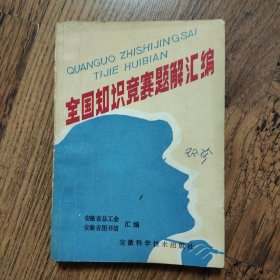 QUANGUO ZHISHIJINGSAI
TIJIE HUIBIAN
全国知识竞赛题解汇编
安徽省总工会
安徽省图书馆 汇编
安徽科学技术出版社